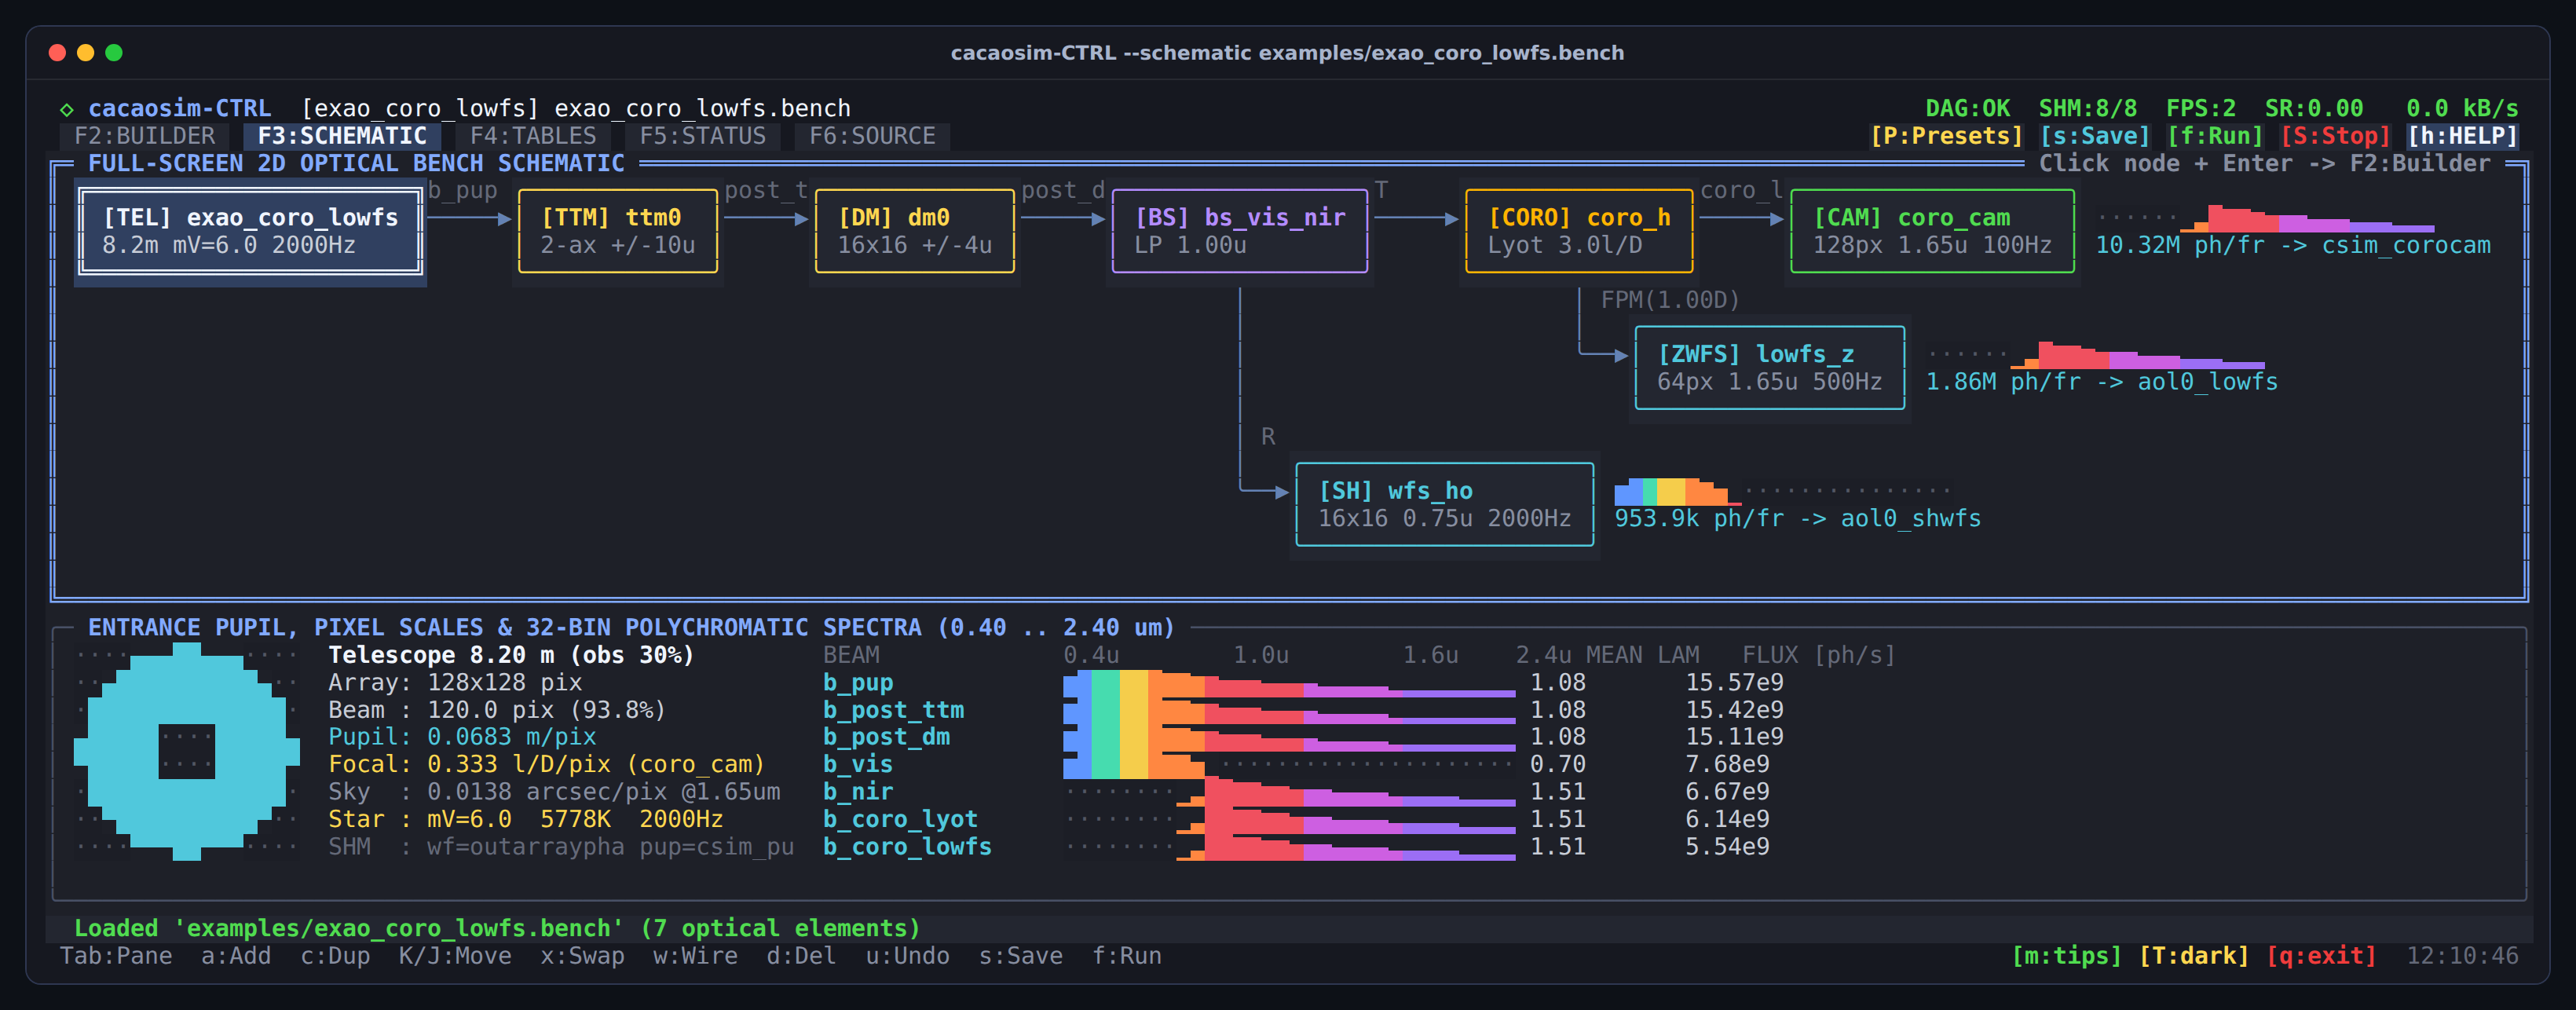 cacaosim-CTRL --schematic examples/exao_coro_lowfs.bench
◇ cacaosim-CTRL [exao_coro_lowfs] exao_coro_lowfs.bench DAG:OK SHM:8/8 FPS:2 SR:0.00 0.0 kB/s
F2:BUILDER F3:SCHEMATIC F4:TABLES F5:STATUS F6:SOURCE [P:Presets] [s:Save] [f:Run] [S:Stop] [h:HELP]
FULL-SCREEN 2D OPTICAL BENCH SCHEMATIC Click node + Enter -> F2:Builder
b_pup post_t post_d T coro_l
[TEL] exao_coro_lowfs [TTM] ttm0 [DM] dm0 [BS] bs_vis_nir [CORO] coro_h [CAM] coro_cam
8.2m mV=6.0 2000Hz 2-ax +/-10u 16x16 +/-4u LP 1.00u Lyot 3.0l/D 128px 1.65u 100Hz 10.32M ph/fr -> csim_corocam
FPM(1.00D)
[ZWFS] lowfs_z
64px 1.65u 500Hz 1.86M ph/fr -> aol0_lowfs
R
[SH] wfs_ho
16x16 0.75u 2000Hz 953.9k ph/fr -> aol0_shwfs
ENTRANCE PUPIL, PIXEL SCALES & 32-BIN POLYCHROMATIC SPECTRA (0.40 .. 2.40 um)
Telescope 8.20 m (obs 30%) BEAM 0.4u 1.0u 1.6u 2.4u MEAN LAM FLUX [ph/s]
Array: 128x128 pix b_pup 1.08 15.57e9
Beam : 120.0 pix (93.8%) b_post_ttm 1.08 15.42e9
Pupil: 0.0683 m/pix b_post_dm 1.08 15.11e9
Focal: 0.333 l/D/pix (coro_cam) b_vis 0.70 7.68e9
Sky : 0.0138 arcsec/pix @1.65um b_nir 1.51 6.67e9
Star : mV=6.0 5778K 2000Hz b_coro_lyot 1.51 6.14e9
SHM : wf=outarraypha pup=csim_pu b_coro_lowfs 1.51 5.54e9
Loaded 'examples/exao_coro_lowfs.bench' (7 optical elements)
Tab:Pane a:Add c:Dup K/J:Move x:Swap w:Wire d:Del u:Undo s:Save f:Run [m:tips] [T:dark] [q:exit] 12:10:46